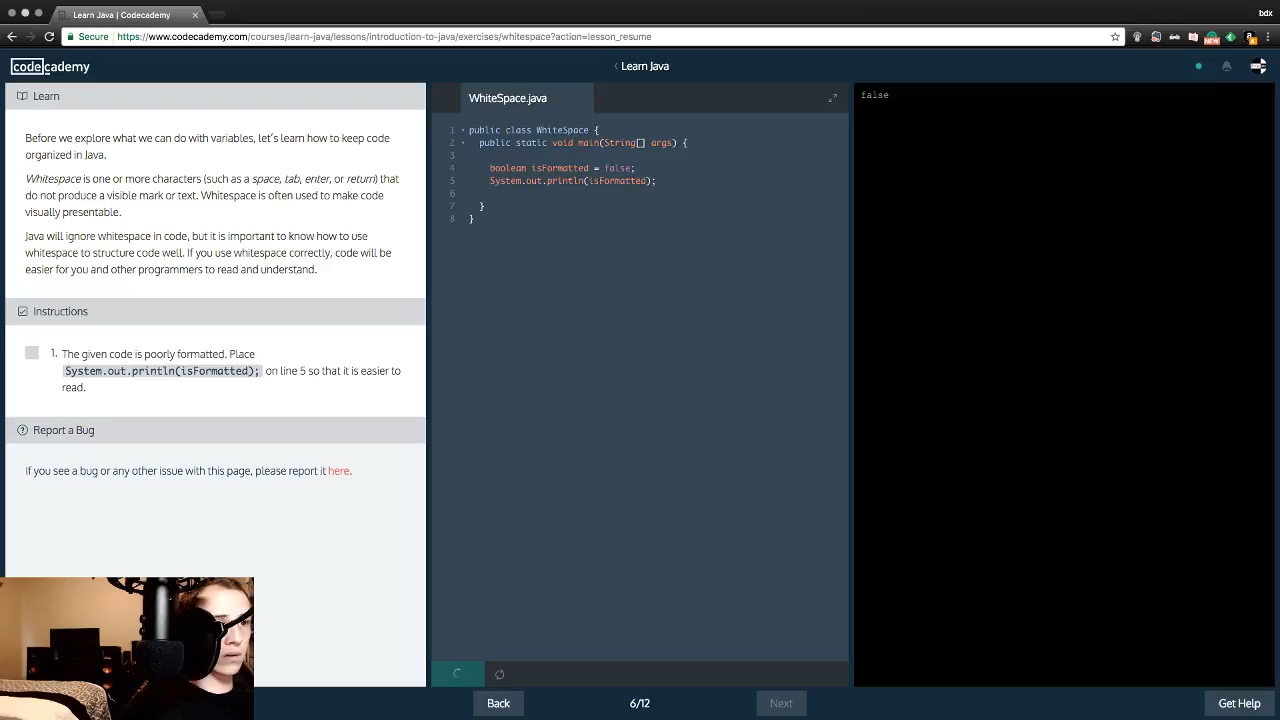 Learn Java | Codecademy
bdx
Secure https://www.codecademy.com/courses/learn-java/lessons/introduction-to-java/exercises/whitespace?action=lesson_resume
codecademy
Learn Java
Learn
Before we explore what we can do with variables, let's learn how to keep code
organized in Java.
Whitespace is one or more characters (such as a space, tab, enter, or return) that
do not produce a visible mark or text. Whitespace is often used to make code
visually presentable.
Java will ignore whitespace in code, but it is important to know how to use
whitespace to structure code well. If you use whitespace correctly, code will be
easier for you and other programmers to read and understand.
Instructions
1. The given code is poorly formatted. Place
System.out.println(isFormatted); on line 5 so that it is easier to
read.
Report a Bug
If you see a bug or any other issue with this page, please report it here.
WhiteSpace.java
1 public class WhiteSpace {
2 public static void main(String[] args) {
3
4 boolean isFormatted = false;
5 System.out.println(isFormatted);
6
7 }
8 }
false
Back
6/12
Next
Get Help